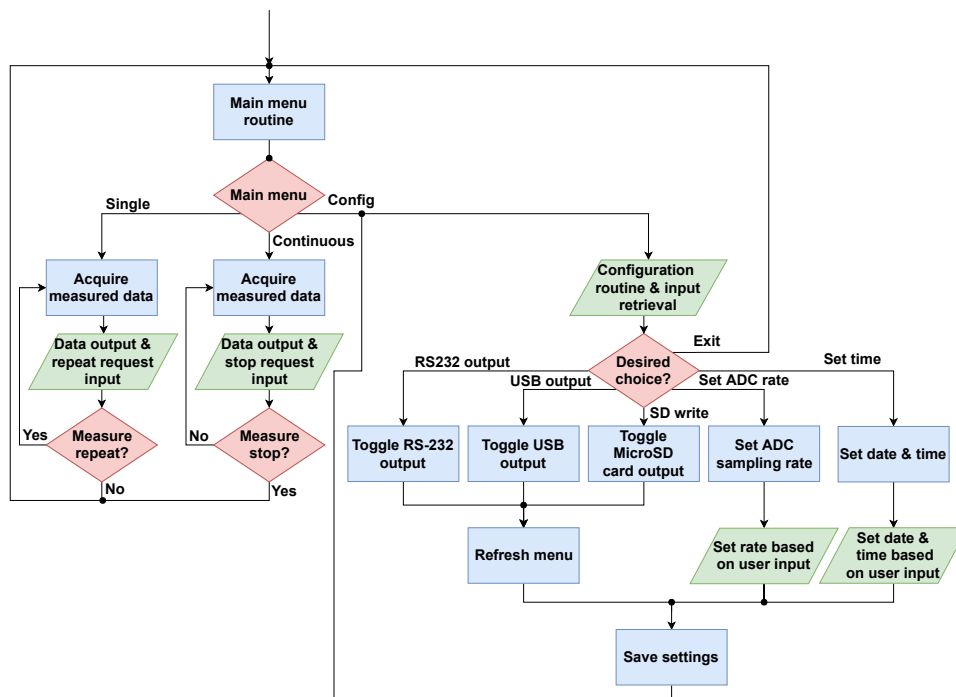 Main menu
routine
Main menu
Single
Config
Continuous
Acquire
measured data
Acquire
measured data
Configuration
routine & input
retrieval
Data output &
repeat request
input
Data output &
stop request
input
Exit
RS232 output
Desired
choice?
Set time
USB output
Set ADC rate
SD write
Yes
Measure
repeat?
No
No
Measure
stop?
Yes
Toggle RS-232
output
Toggle USB
output
Toggle
MicroSD
card output
Set ADC
sampling rate
Set date & time
Refresh menu
Set rate based
on user input
Set date &
time based
on user input
Save settings